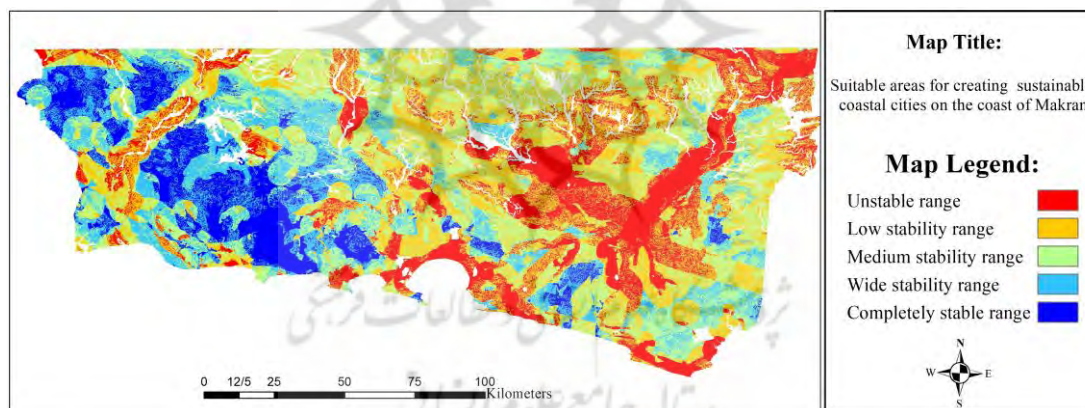 Map Title:
Suitable areas for creating sustainabl
coastal cities on the coast of Makran
Map Legend:
Unstable range
Low stability range
Medium stability range
Wide stability range
Completely stable range
N
W E
S
0 12/5 25 50 75 100
Kilometers